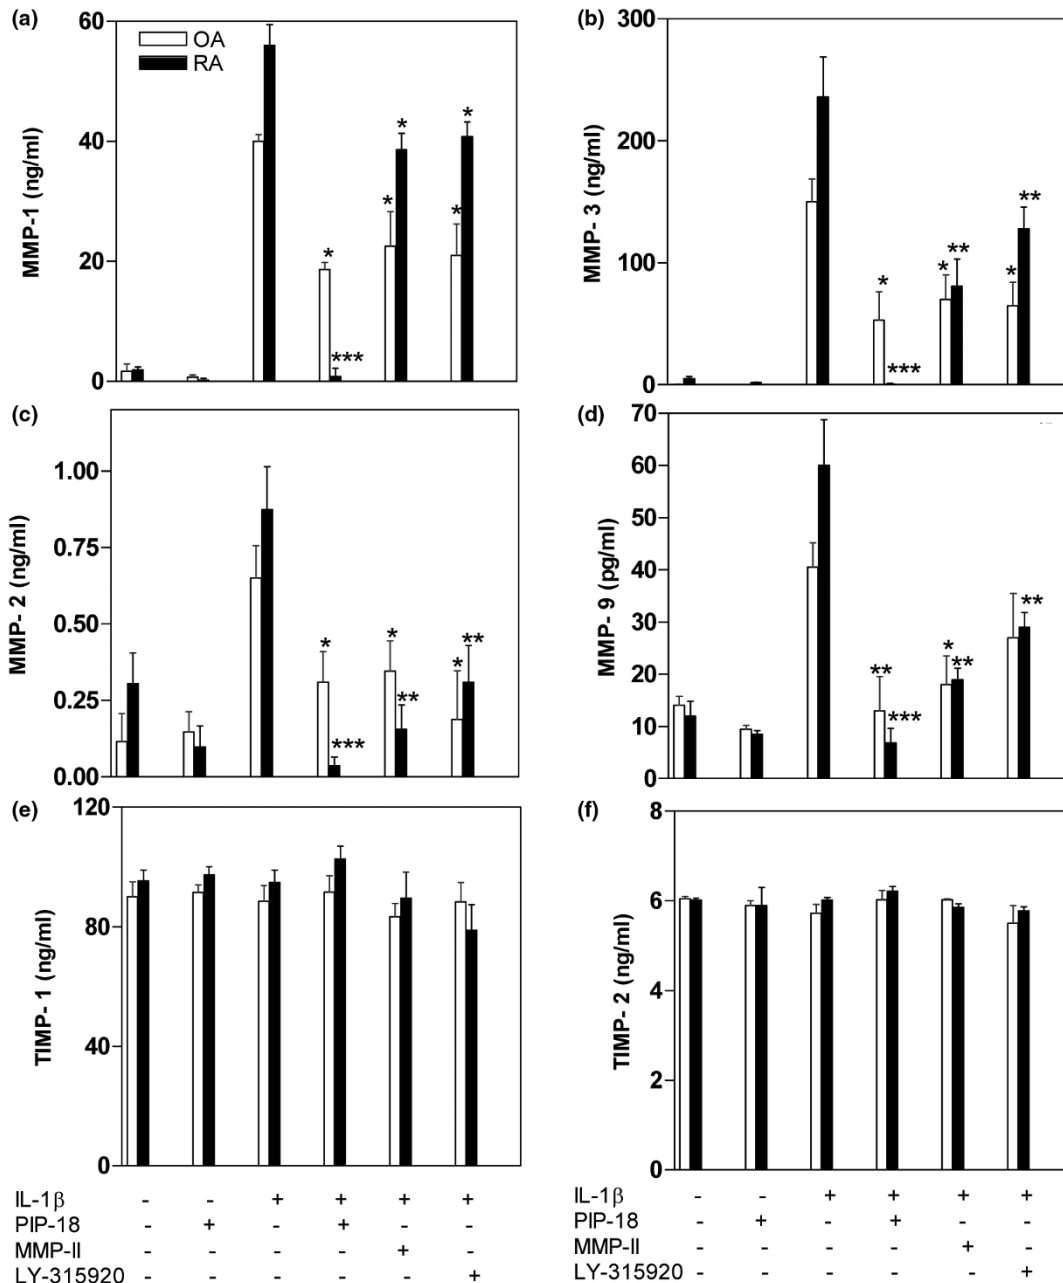 (a)
60
40
20
0
MMP-1 (ng/ml)
OA
RA
*
***
*
*
*
*
(b)
300
200
100
0
MMP- 3 (ng/ml)
*
***
*
**
*
**
(c)
1.00
0.75
0.50
0.25
0.00
MMP- 2 (ng/ml)
*
***
*
**
*
**
(d)
70
60
50
40
30
20
10
0
MMP- 9 (pg/ml)
**
***
*
**
**
(e)
120
80
40
0
TIMP- 1 (ng/ml)
(f)
8
6
4
2
0
TIMP- 2 (ng/ml)
IL-1β - - + + + +
PIP-18 - + - + - -
MMP-II - - - - + -
LY-315920 - - - - - +
IL-1β - - + + + +
PIP-18 - + - + - -
MMP-II - - - - + -
LY-315920 - - - - - +